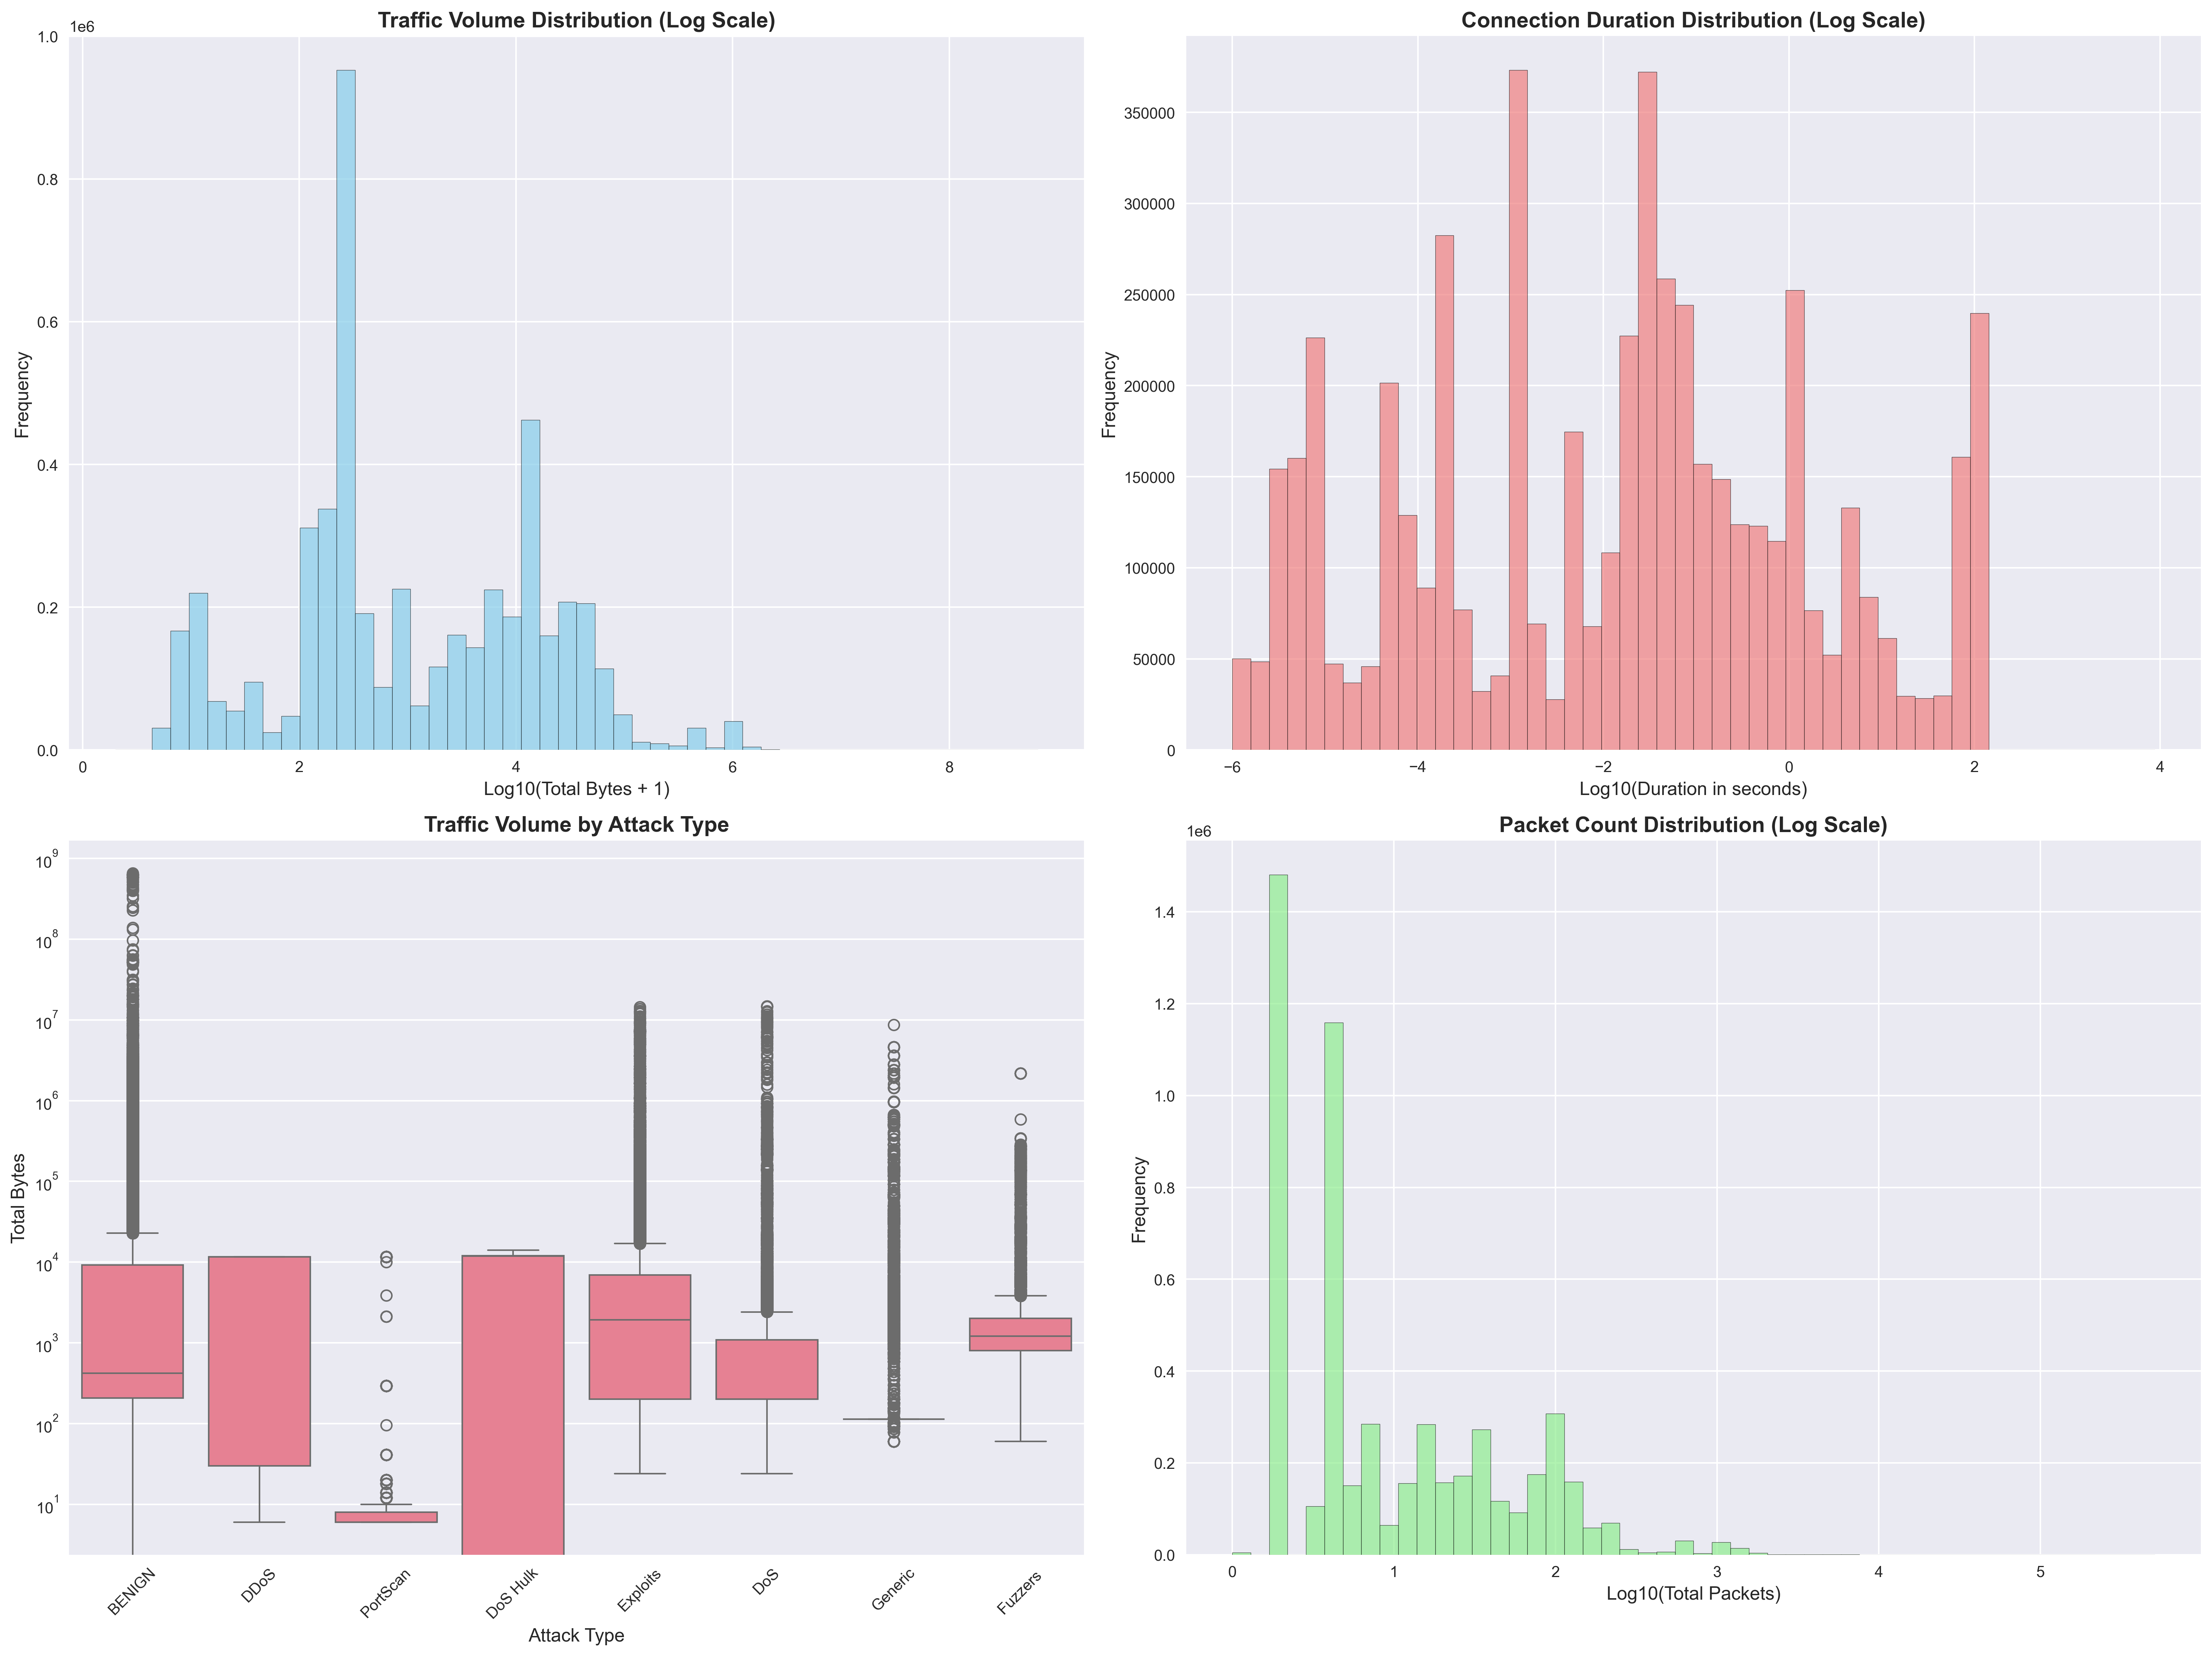 Traffic Volume Distribution (Log Scale)
1e6
1.0
0.8
0.6
0.4
0.2
0.0
Frequency
0 2 4 6 8
Log10(Total Bytes + 1)
Connection Duration Distribution (Log Scale)
350000
300000
250000
200000
150000
100000
50000
0
Frequency
−6 −4 −2 0 2 4
Log10(Duration in seconds)
Traffic Volume by Attack Type
10^9
10^8
10^7
10^6
10^5
10^4
10^3
10^2
10^1
Total Bytes
BENIGN DDoS PortScan DoS Hulk Exploits DoS Generic Fuzzers
Attack Type
Packet Count Distribution (Log Scale)
1e6
1.4
1.2
1.0
0.8
0.6
0.4
0.2
0.0
Frequency
0 1 2 3 4 5
Log10(Total Packets)